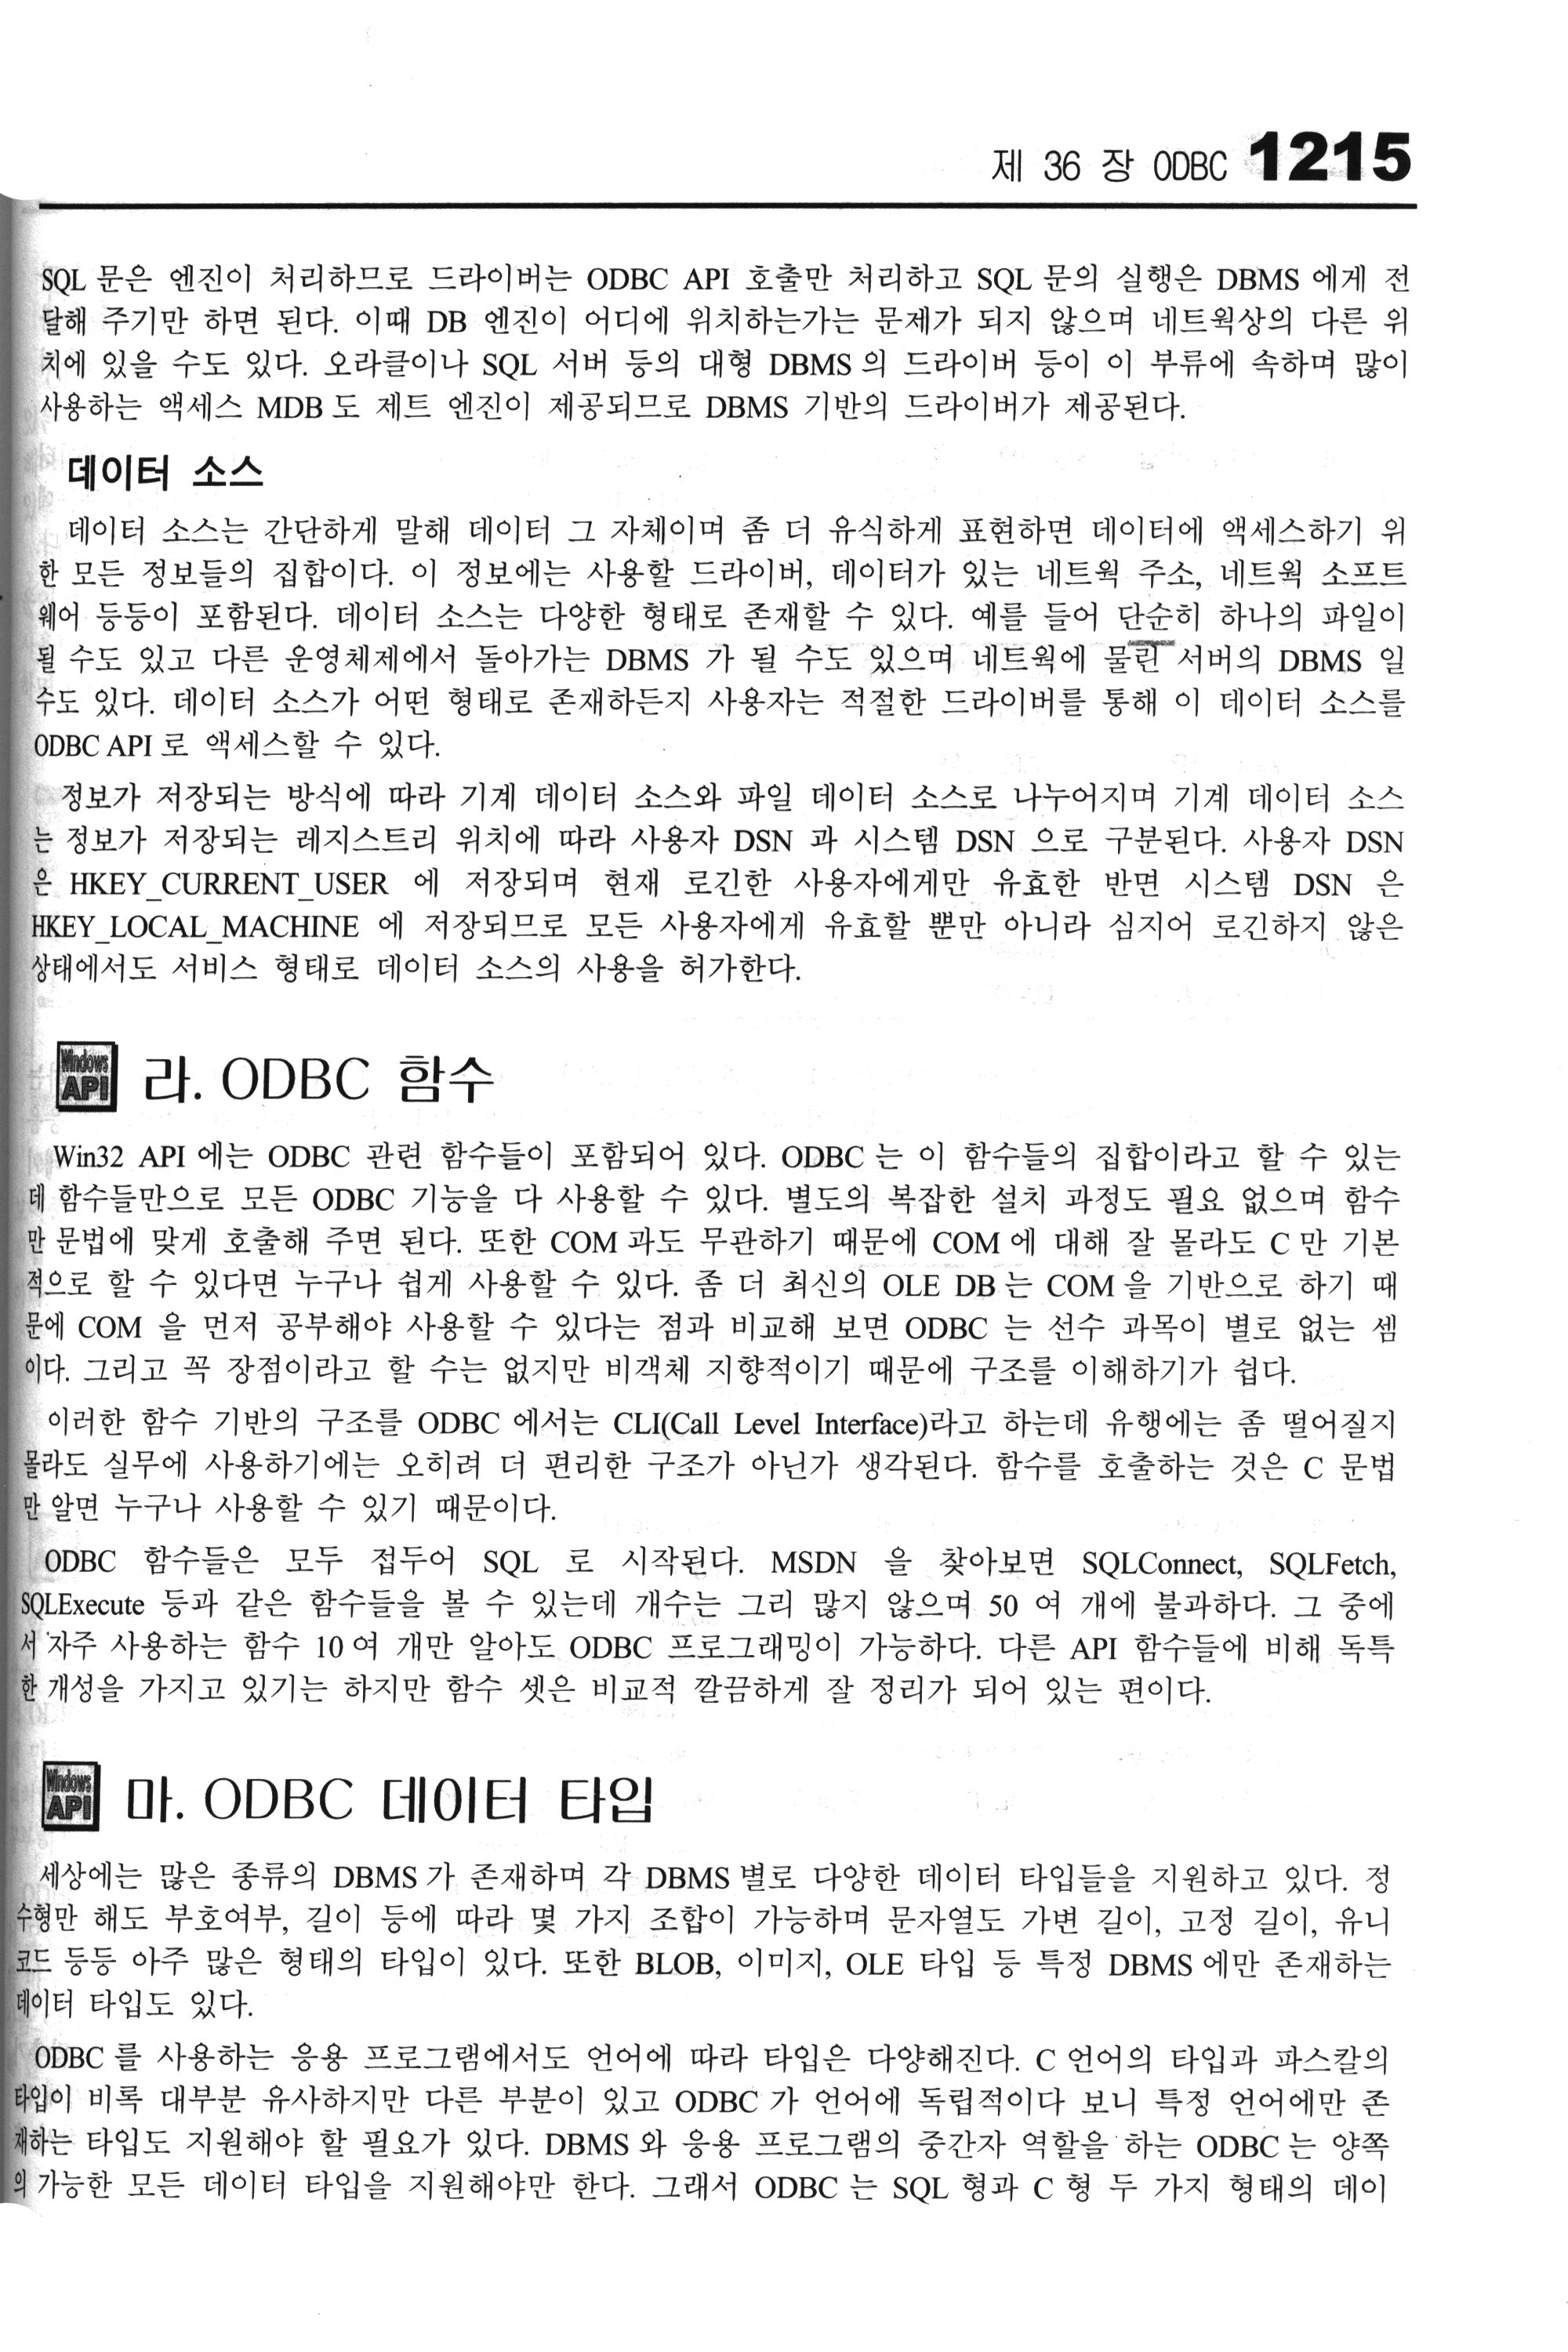 제 36 장 ODBC 1215
SQL 문은 엔진이 처리하므로 드라이버는 ODBC API 호출만 처리하고 SQL 문의 실행은 DBMS 에게 전
달해 주기만 하면 된다. 이때 DB 엔진이 어디에 위치하는가는 문제가 되지 않으며 네트웍상의 다른 위
치에 있을 수도 있다. 오라클이나 SQL 서버 등의 대형 DBMS 의 드라이버 등이 이 부류에 속하며 많이
사용하는 액세스 MDB 도 제트 엔진이 제공되므로 DBMS 기반의 드라이버가 제공된다.
데이터 소스
데이터 소스는 간단하게 말해 데이터 그 자체이며 좀 더 유식하게 표현하면 데이터에 액세스하기 위
한 모든 정보들의 집합이다. 이 정보에는 사용할 드라이버, 데이터가 있는 네트웍 주소, 네트웍 소프트
웨어 등등이 포함된다. 데이터 소스는 다양한 형태로 존재할 수 있다. 예를 들어 단순히 하나의 파일이
될 수도 있고 다른 운영체제에서 돌아가는 DBMS 가 될 수도 있으며 네트웍에 물린 서버의 DBMS 일
수도 있다. 데이터 소스가 어떤 형태로 존재하든지 사용자는 적절한 드라이버를 통해 이 데이터 소스를
ODBC API 로 액세스할 수 있다.
정보가 저장되는 방식에 따라 기계 데이터 소스와 파일 데이터 소스로 나누어지며 기계 데이터 소스
는 정보가 저장되는 레지스트리 위치에 따라 사용자 DSN 과 시스템 DSN 으로 구분된다. 사용자 DSN
은 HKEY_CURRENT_USER 에 저장되며 현재 로긴한 사용자에게만 유효한 반면 시스템 DSN 은
HKEY_LOCAL_MACHINE 에 저장되므로 모든 사용자에게 유효할 뿐만 아니라 심지어 로긴하지 않은
상태에서도 서비스 형태로 데이터 소스의 사용을 허가한다.
Windows API 라. ODBC 함수
Win32 API 에는 ODBC 관련 함수들이 포함되어 있다. ODBC 는 이 함수들의 집합이라고 할 수 있는
데 함수들만으로 모든 ODBC 기능을 다 사용할 수 있다. 별도의 복잡한 설치 과정도 필요 없으며 함수
만 문법에 맞게 호출해 주면 된다. 또한 COM 과도 무관하기 때문에 COM 에 대해 잘 몰라도 C 만 기본
적으로 할 수 있다면 누구나 쉽게 사용할 수 있다. 좀 더 최신의 OLE DB 는 COM 을 기반으로 하기 때
문에 COM 을 먼저 공부해야 사용할 수 있다는 점과 비교해 보면 ODBC 는 선수 과목이 별로 없는 셈
이다. 그리고 꼭 장점이라고 할 수는 없지만 비객체 지향적이기 때문에 구조를 이해하기가 쉽다.
이러한 함수 기반의 구조를 ODBC 에서는 CLI(Call Level Interface)라고 하는데 유행에는 좀 떨어질지
몰라도 실무에 사용하기에는 오히려 더 편리한 구조가 아닌가 생각된다. 함수를 호출하는 것은 C 문법
만 알면 누구나 사용할 수 있기 때문이다.
ODBC 함수들은 모두 접두어 SQL 로 시작된다. MSDN 을 찾아보면 SQLConnect, SQLFetch,
SQLExecute 등과 같은 함수들을 볼 수 있는데 개수는 그리 많지 않으며 50 여 개에 불과하다. 그 중에
서 자주 사용하는 함수 10 여 개만 알아도 ODBC 프로그래밍이 가능하다. 다른 API 함수들에 비해 독특
한 개성을 가지고 있기는 하지만 함수 셋은 비교적 깔끔하게 잘 정리가 되어 있는 편이다.
Windows API 마. ODBC 데이터 타입
세상에는 많은 종류의 DBMS 가 존재하며 각 DBMS 별로 다양한 데이터 타입들을 지원하고 있다. 정
수형만 해도 부호여부, 길이 등에 따라 몇 가지 조합이 가능하며 문자열도 가변 길이, 고정 길이, 유니
코드 등등 아주 많은 형태의 타입이 있다. 또한 BLOB, 이미지, OLE 타입 등 특정 DBMS 에만 존재하는
데이터 타입도 있다.
ODBC 를 사용하는 응용 프로그램에서도 언어에 따라 타입은 다양해진다. C 언어의 타입과 파스칼의
타입이 비록 대부분 유사하지만 다른 부분이 있고 ODBC 가 언어에 독립적이다 보니 특정 언어에만 존
재하는 타입도 지원해야 할 필요가 있다. DBMS 와 응용 프로그램의 중간자 역할을 하는 ODBC 는 양쪽
의 가능한 모든 데이터 타입을 지원해야만 한다. 그래서 ODBC 는 SQL 형과 C 형 두 가지 형태의 데이